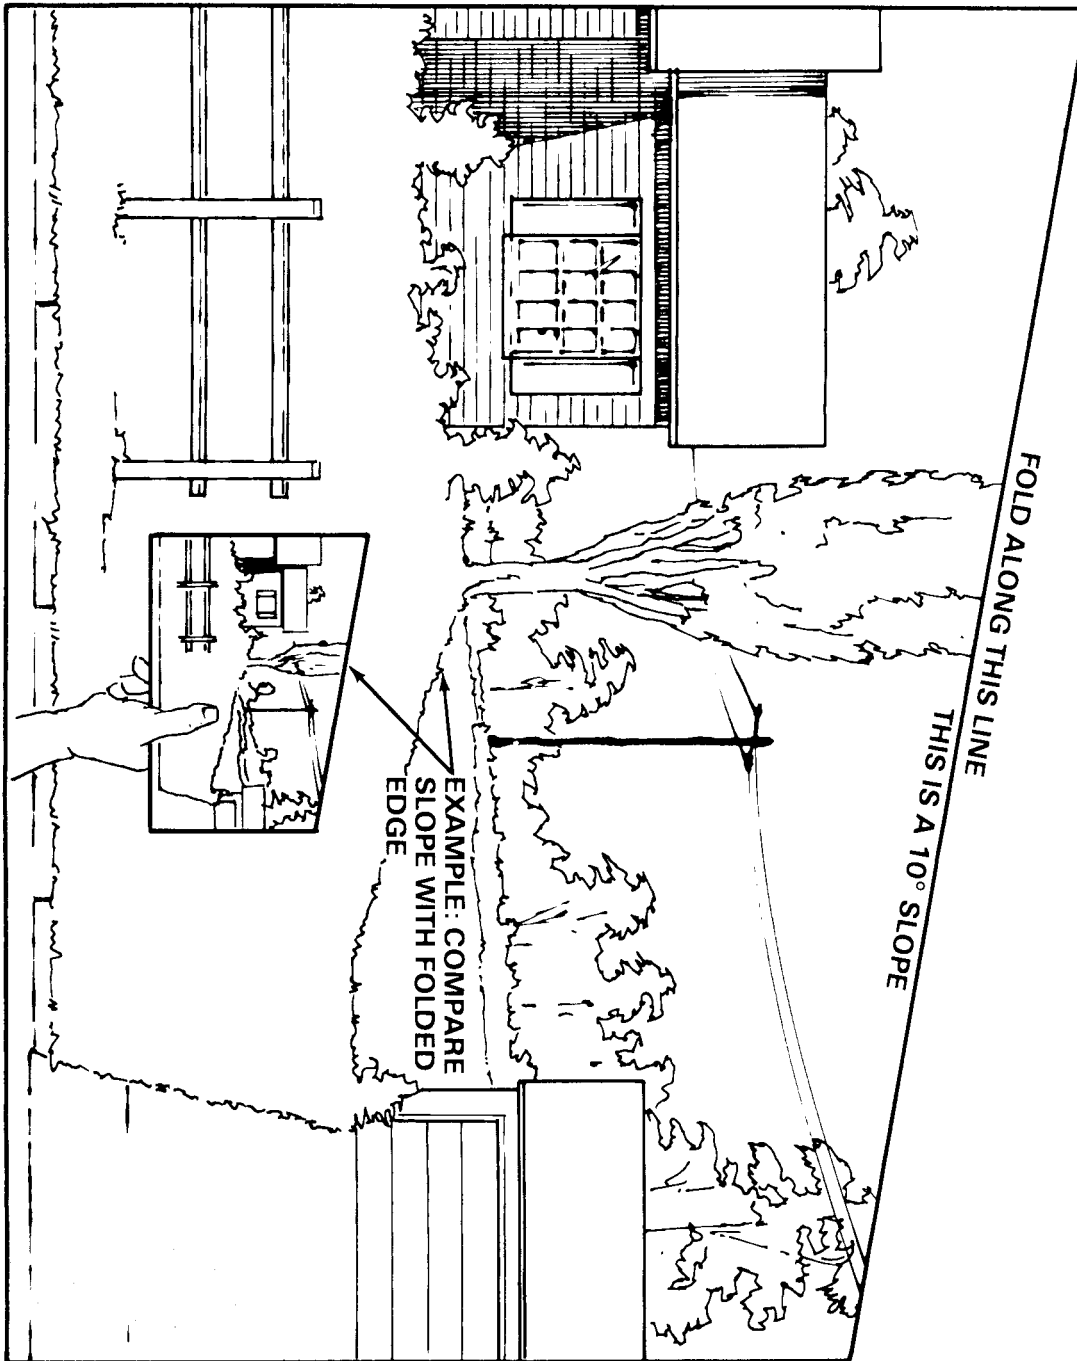 FOLD ALONG THIS LINE
THIS IS A 10° SLOPE
EXAMPLE: COMPARE
SLOPE WITH FOLDED
EDGE